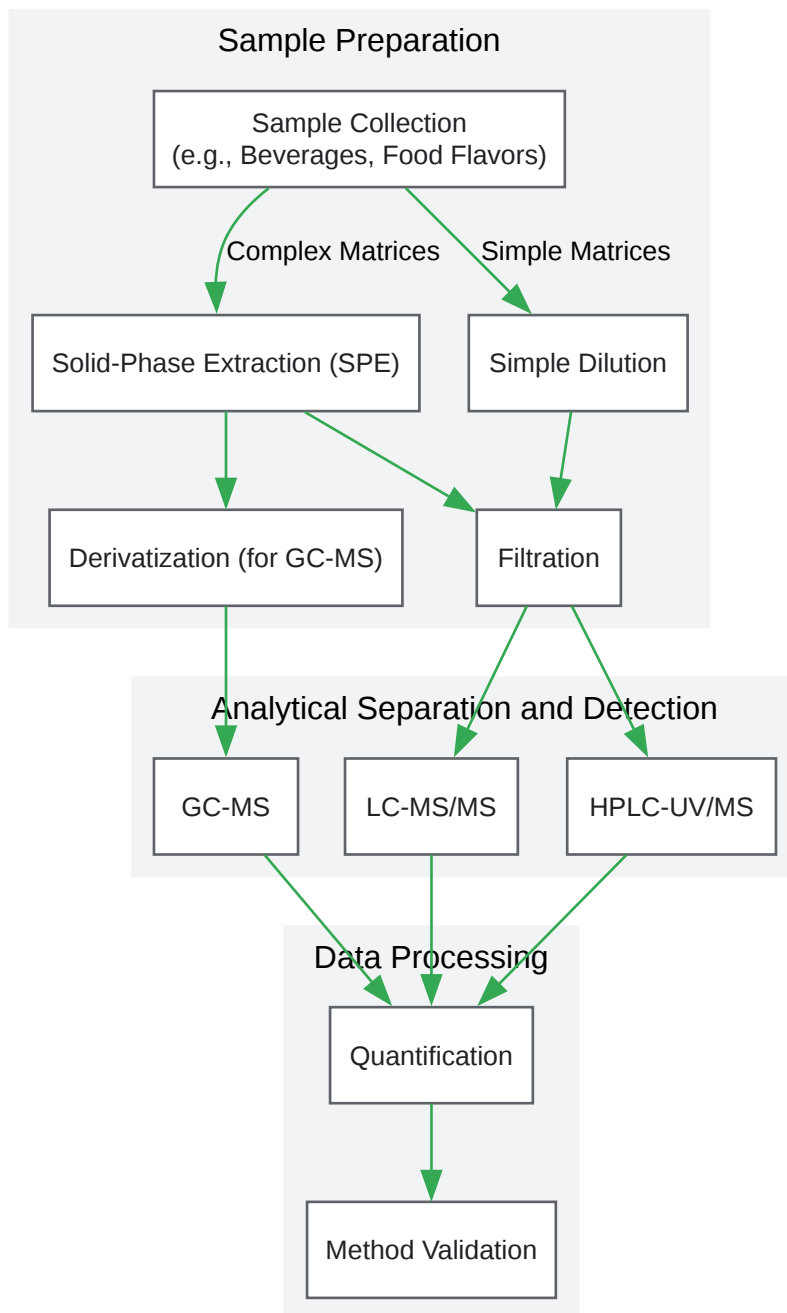 Sample Preparation
Sample Collection
(e.g., Beverages, Food Flavors)
Complex Matrices
Simple Matrices
Solid-Phase Extraction (SPE)
Simple Dilution
Derivatization (for GC-MS)
Filtration
Analytical Separation and Detection
GC-MS
LC-MS/MS
HPLC-UV/MS
Data Processing
Quantification
Method Validation